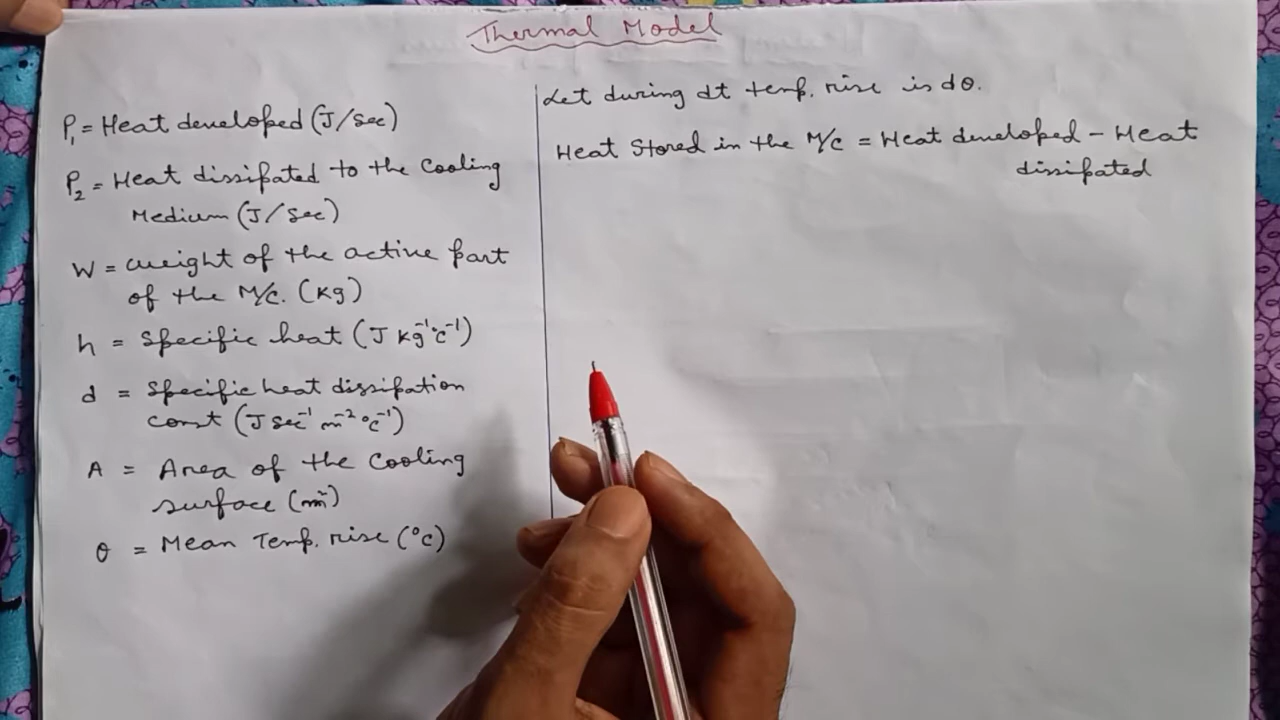 Thermal Model
P₁ = Heat developed (J/Sec)
P₂ = Heat dissipated to the Cooling
Medium (J/Sec)
W = weight of the active part
of the M/c. (Kg)
h = Specific heat (J Kg⁻¹ °C⁻¹)
d = Specific heat dissipation
const (J Sec⁻¹ m⁻² °C⁻¹)
A = Area of the Cooling
surface (m²)
θ = Mean Temp. rise (°C)
Let during dt temp. rise is dθ.
Heat Stored in the M/C = Heat developed - Heat
dissipated